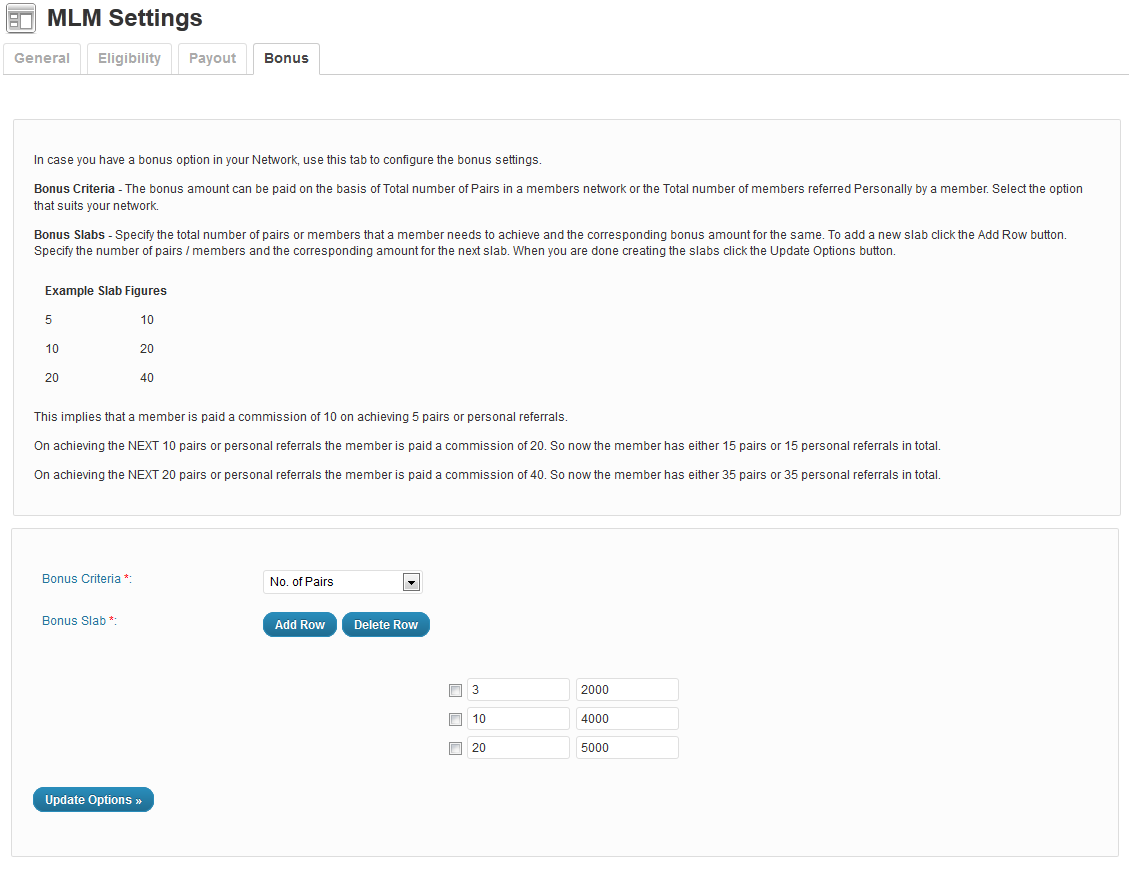 MLM Settings
General Eligibility Payout Bonus
In case you have a bonus option in your Network, use this tab to configure the bonus settings.
Bonus Criteria - The bonus amount can be paid on the basis of Total number of Pairs in a members network or the Total number of members referred Personally by a member. Select the option
that suits your network.
Bonus Slabs - Specify the total number of pairs or members that a member needs to achieve and the corresponding bonus amount for the same. To add a new slab click the Add Row button.
Specify the number of pairs / members and the corresponding amount for the next slab. When you are done creating the slabs click the Update Options button.
Example Slab Figures
5 10
10 20
20 40
This implies that a member is paid a commission of 10 on achieving 5 pairs or personal referrals.
On achieving the NEXT 10 pairs or personal referrals the member is paid a commission of 20. So now the member has either 15 pairs or 15 personal referrals in total.
On achieving the NEXT 20 pairs or personal referrals the member is paid a commission of 40. So now the member has either 35 pairs or 35 personal referrals in total.
Bonus Criteria *: No. of Pairs
Bonus Slab *: Add Row Delete Row
3 2000
10 4000
20 5000
Update Options »